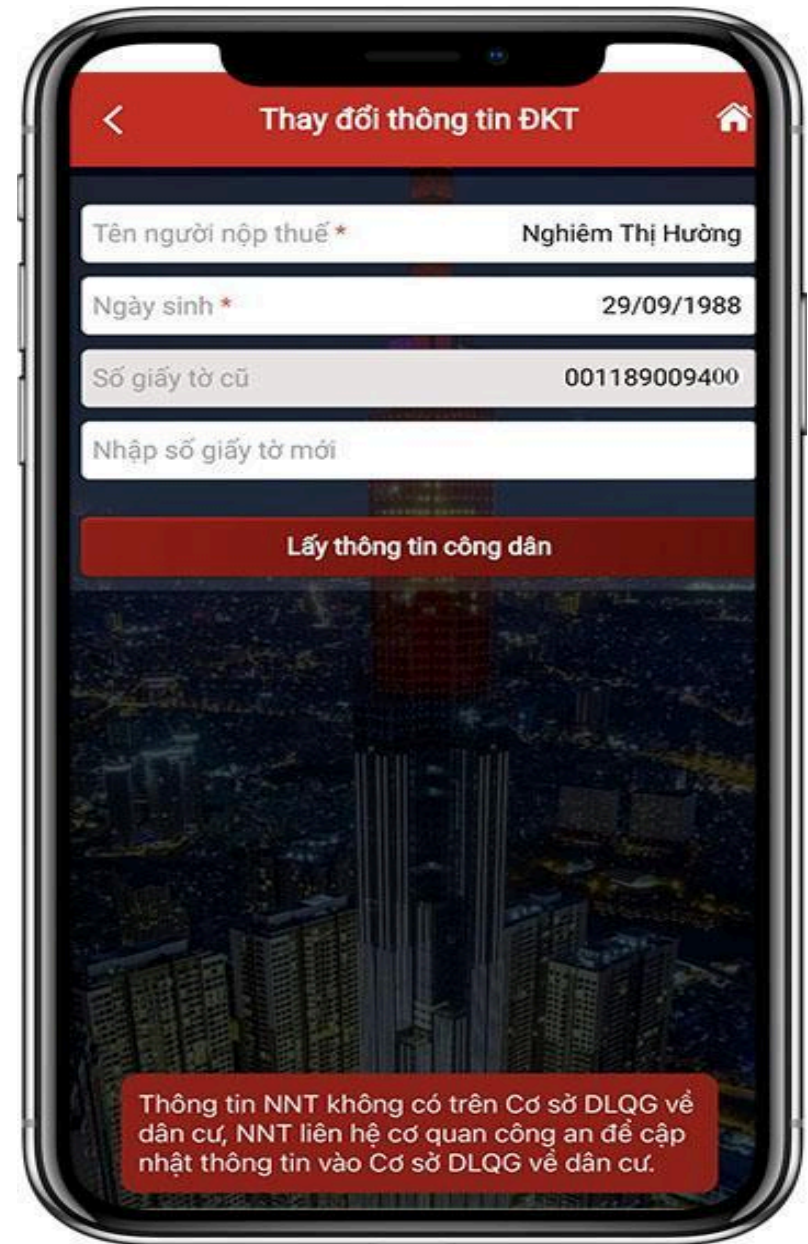 Thay đổi thông tin ĐKT
Tên người nộp thuế * Nghiêm Thị Hường
Ngày sinh * 29/09/1988
Số giấy tờ cũ 001189009400
Nhập số giấy tờ mới
Lấy thông tin công dân
Thông tin NNT không có trên Cơ sở DLQG về
dân cư, NNT liên hệ cơ quan công an để cập
nhật thông tin vào Cơ sở DLQG về dân cư.